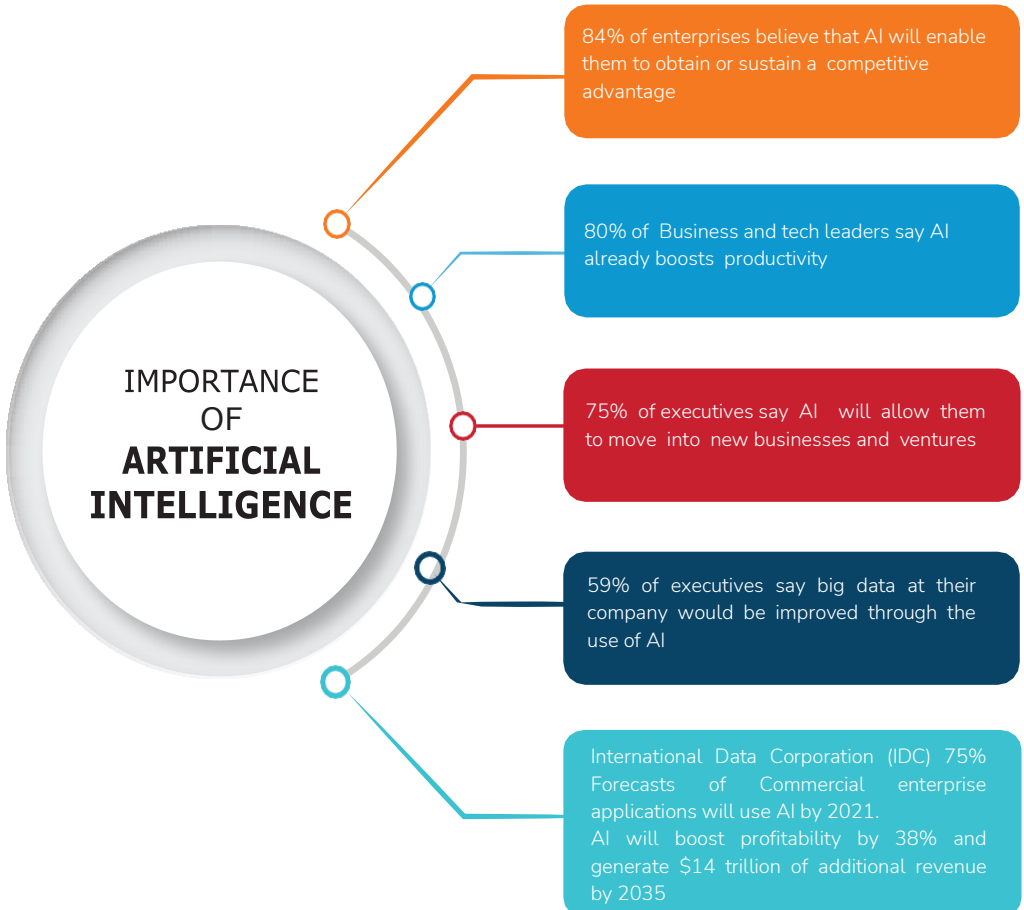 IMPORTANCE
OF
ARTIFICIAL
INTELLIGENCE
84% of enterprises believe that AI will enable
them to obtain or sustain a competitive
advantage
80% of Business and tech leaders say AI
already boosts productivity
75% of executives say AI will allow them
to move into new businesses and ventures
59% of executives say big data at their
company would be improved through the
use of AI
International Data Corporation (IDC) 75%
Forecasts of Commercial enterprise
applications will use AI by 2021.
AI will boost profitability by 38% and
generate $14 trillion of additional revenue
by 2035